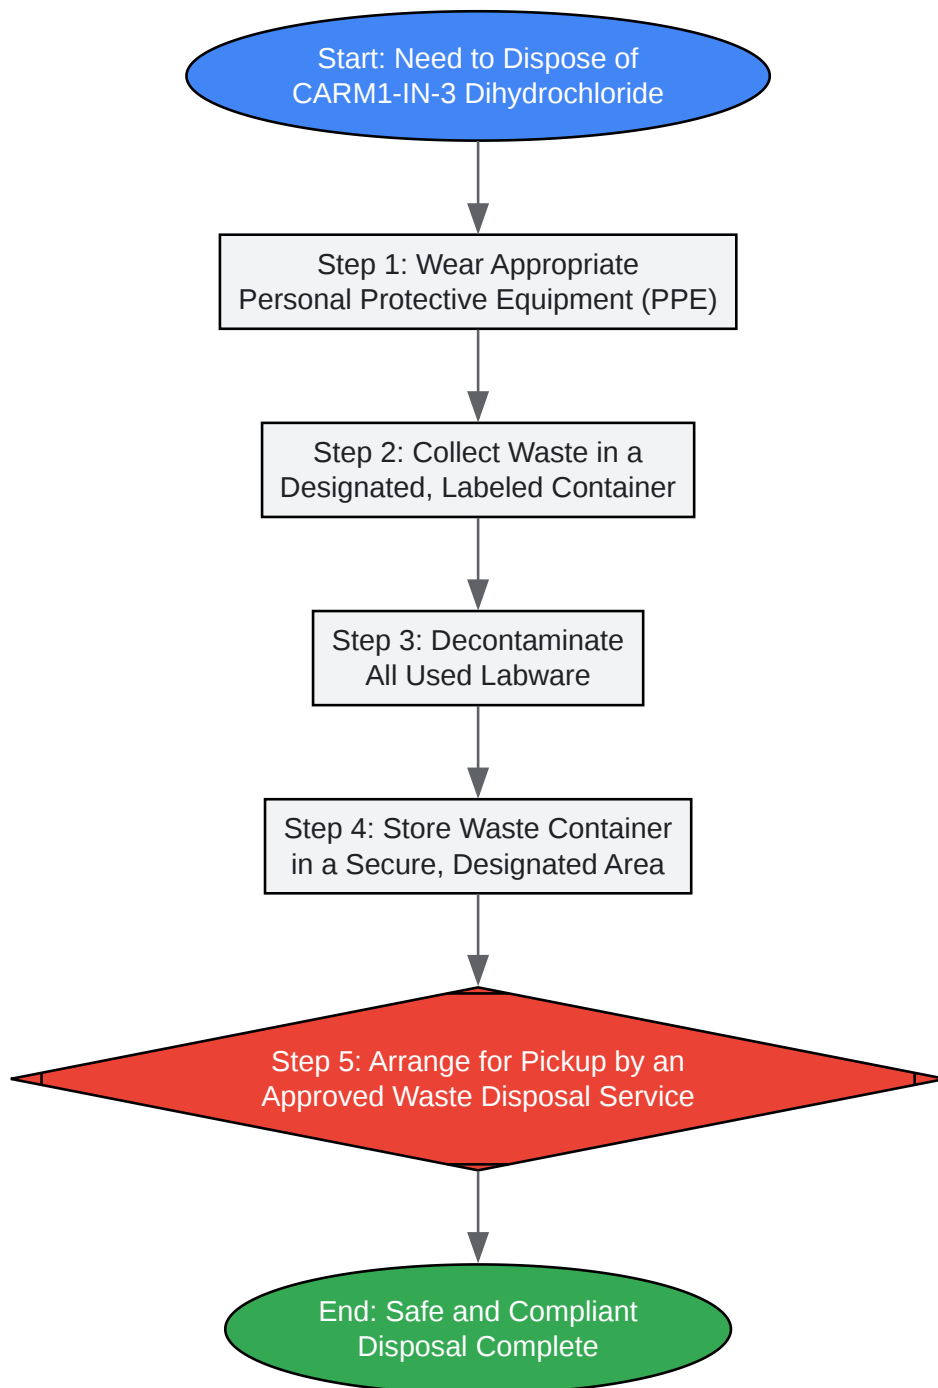 Start: Need to Dispose of
CARM1-IN-3 Dihydrochloride
Step 1: Wear Appropriate
Personal Protective Equipment (PPE)
Step 2: Collect Waste in a
Designated, Labeled Container
Step 3: Decontaminate
All Used Labware
Step 4: Store Waste Container
in a Secure, Designated Area
Step 5: Arrange for Pickup by an
Approved Waste Disposal Service
End: Safe and Compliant
Disposal Complete